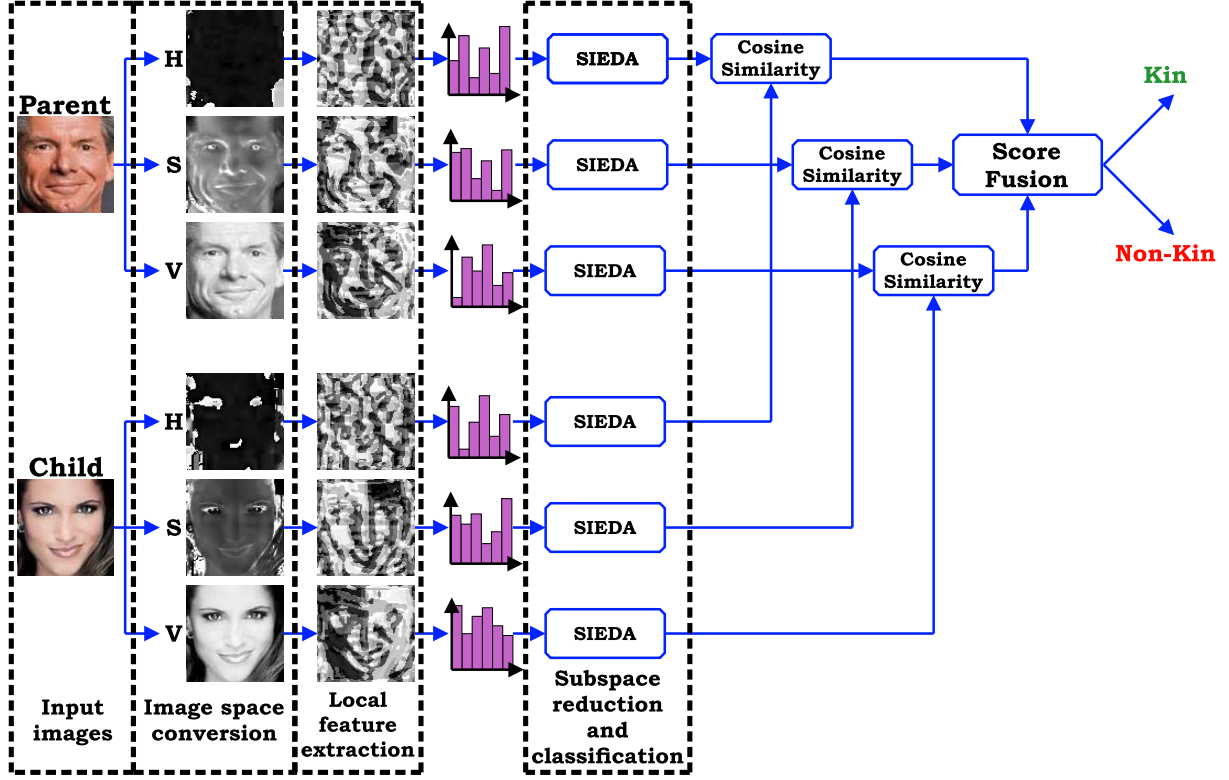 H
SIEDA
Cosine
Similarity
Kin
Parent
S
SIEDA
Cosine
Similarity
Score
Fusion
V
SIEDA
Cosine
Similarity
Non-Kin
H
SIEDA
Child
S
SIEDA
V
SIEDA
Input
images
Image space
conversion
Local
feature
extraction
Subspace
reduction
and
classification